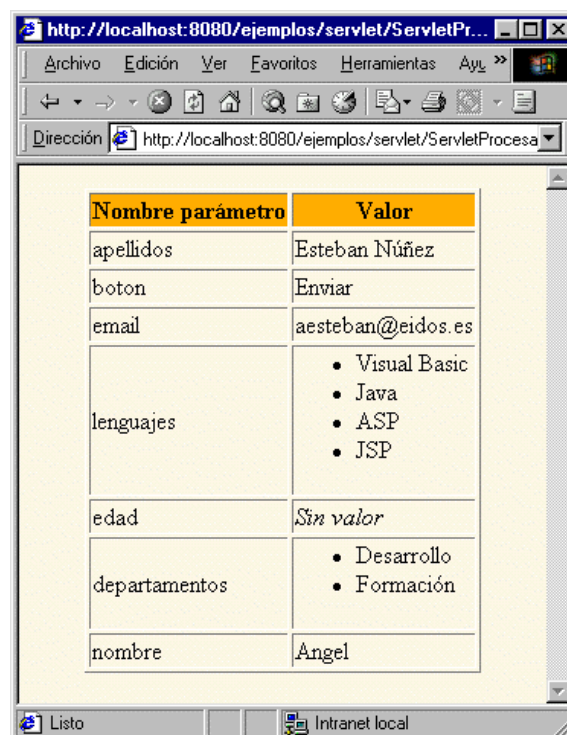 http://localhost:8080/ejemplos/servlet/ServletPr...
Archivo Edición Ver Favoritos Herramientas Ayu »
Dirección http://localhost:8080/ejemplos/servlet/ServletProcesa
Nombre parámetro Valor
apellidos Esteban Núñez
boton Enviar
email aesteban@eidos.es
lenguajes
• Visual Basic
• Java
• ASP
• JSP
edad Sin valor
departamentos
• Desarrollo
• Formación
nombre Angel
Listo Intranet local